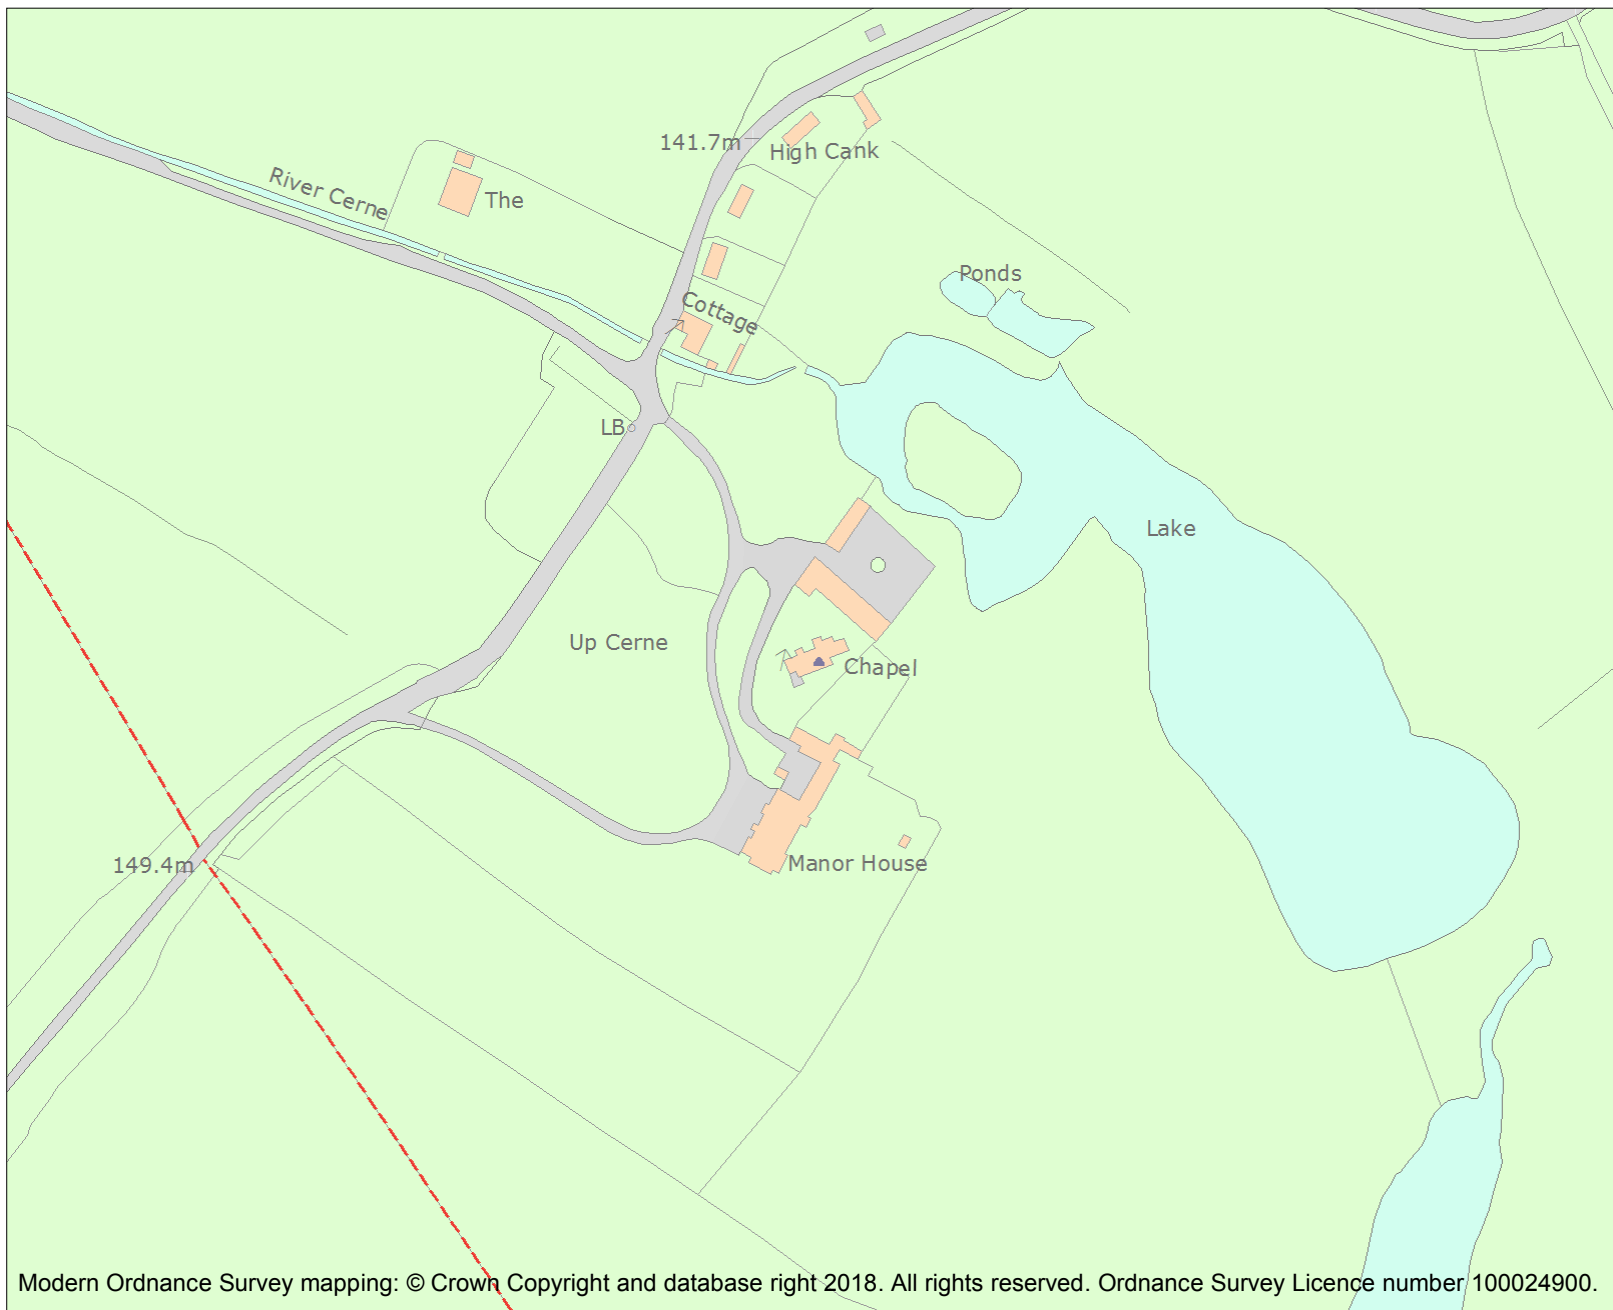 141.7m
High Cank
River Cerne
The
Ponds
Cottage
LB
Lake
Up Cerne
Chapel
149.4m
Manor House
Modern Ordnance Survey mapping: © Crown Copyright and database right 2018. All rights reserved. Ordnance Survey Licence number 100024900.